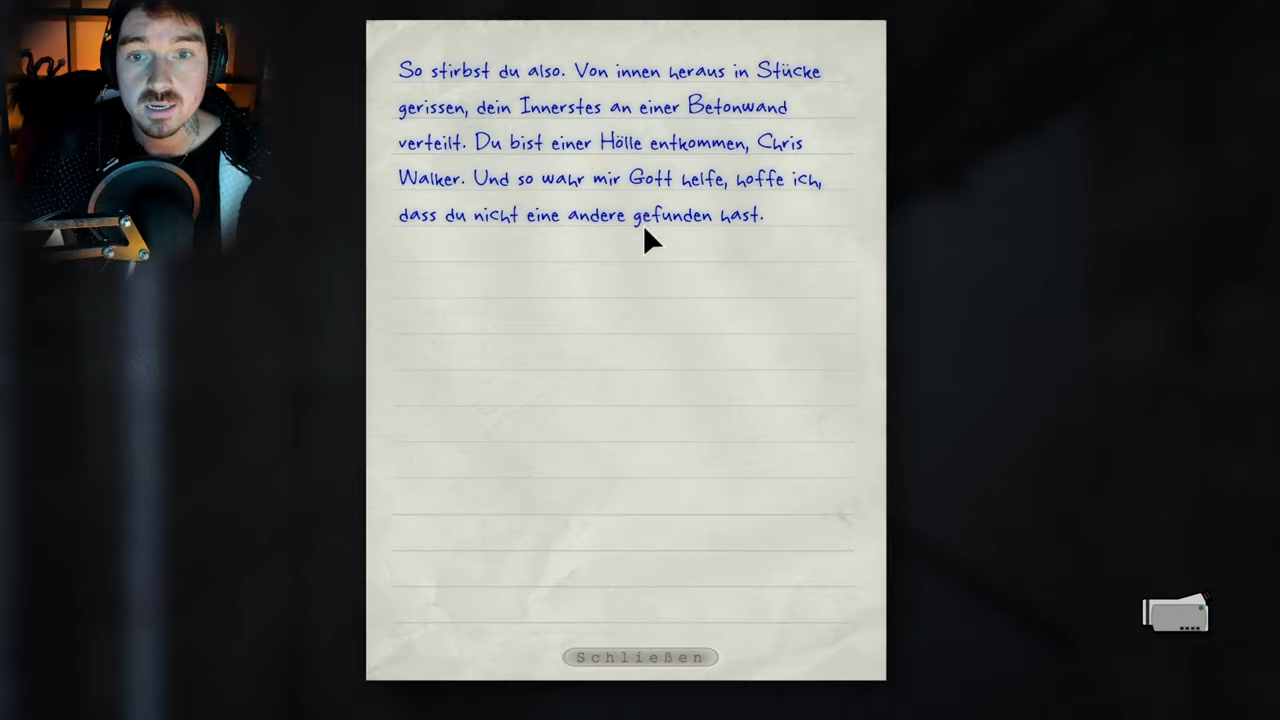 So stirbst du also. Von innen heraus in Stücke
gerissen, dein Innerstes an einer Betonwand
verteilt. Du bist einer Hölle entkommen, Chris
Walker. Und so wahr mir Gott helfe, hoffe ich,
dass du nicht eine andere gefunden hast.
Schließen